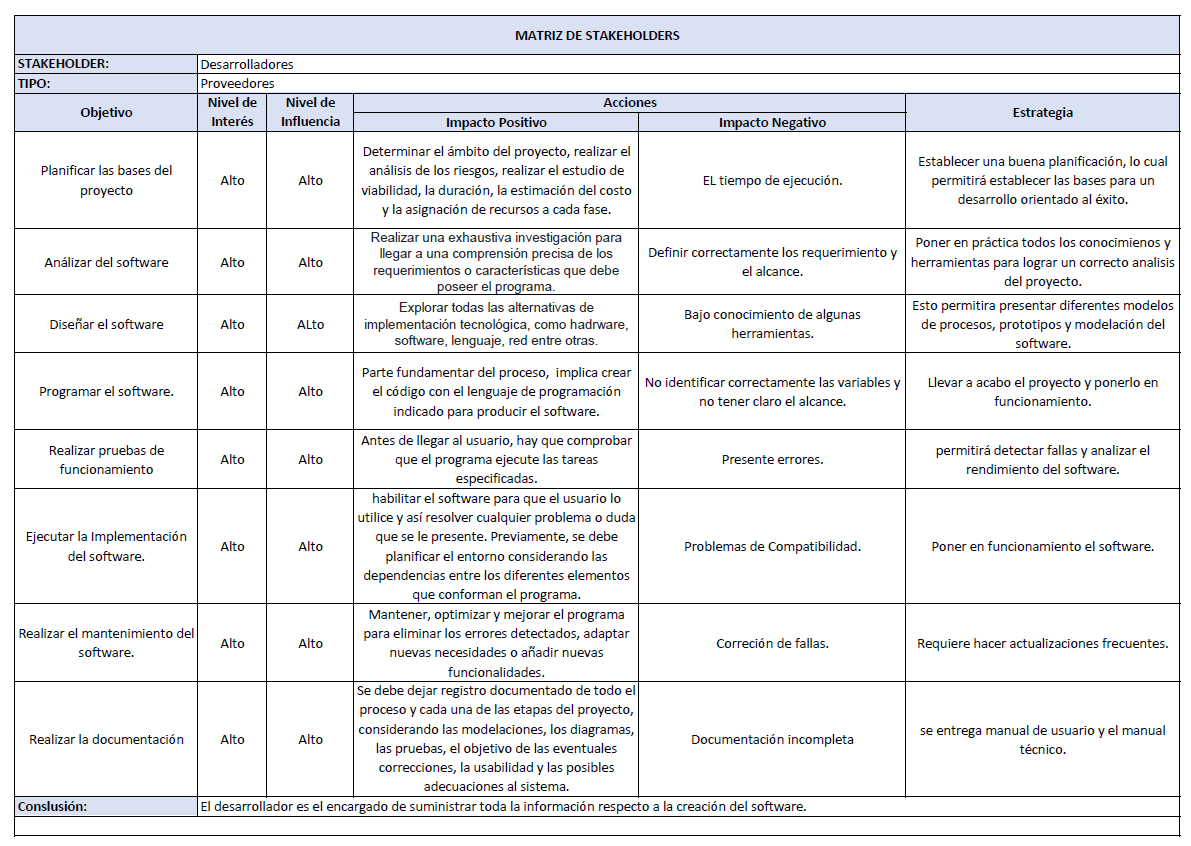 MATRIZ DE STAKEHOLDERS
STAKEHOLDER:
Desarrolladores
TIPO:
Proveedores
Objetivo
Nivel de
Interés
Nivel de
Influencia
Acciones
Impacto Positivo
Impacto Negativo
Estrategia
Planificar las bases del
proyecto
Alto
Alto
Determinar el ámbito del proyecto, realizar el
análisis de los riesgos, realizar el estudio de
viabilidad, la duración, la estimación del costo
y la asignación de recursos a cada fase.
EL tiempo de ejecución.
Establecer una buena planificación, lo cual
permitirá establecer las bases para un
desarrollo orientado al éxito.
Análizar del software
Alto
Alto
Realizar una exhaustiva investigación para
llegar a una comprensión precisa de los
requerimientos o características que debe
poseer el programa.
Definir correctamente los requerimiento y
el alcance.
Poner en práctica todos los conocimienos y
herramientas para lograr un correcto analisis
del proyecto.
Diseñar el software
Alto
ALto
Explorar todas las alternativas de
implementación tecnológica, como hadrware,
software, lenguaje, red entre otras.
Bajo conocimiento de algunas
herramientas.
Esto permitira presentar diferentes modelos
de procesos, prototipos y modelación del
software.
Programar el software.
Alto
Alto
Parte fundamental del proceso, implica crear
el código con el lenguaje de programación
indicado para producir el software.
No identificar correctamente las variables y
no tener claro el alcance.
Llevar a acabo el proyecto y ponerlo en
funcionamiento.
Realizar pruebas de
funcionamiento
Alto
Alto
Antes de llegar al usuario, hay que comprobar
que el programa ejecute las tareas
especificadas.
Presente errores.
permitirá detectar fallas y analizar el
rendimiento del software.
Ejecutar la Implementación
del software.
Alto
Alto
habilitar el software para que el usuario lo
utilice y así resolver cualquier problema o duda
que se le presente. Previamente, se debe
planificar el entorno considerando las
dependencias entre los diferentes elementos
que conforman el programa.
Problemas de Compatibilidad.
Poner en funcionamiento el software.
Realizar el mantenimiento del
software.
Alto
Alto
Mantener, optimizar y mejorar el programa
para eliminar los errores detectados, adaptar
nuevas necesidades o añadir nuevas
funcionalidades.
Correción de fallas.
Requiere hacer actualizaciones frecuentes.
Realizar la documentación
Alto
Alto
Se debe dejar registro documentado de todo el
proceso y cada una de las etapas del proyecto,
considerando las modelaciones, los diagramas,
las pruebas, el objetivo de las eventuales
correcciones, la usabilidad y las posibles
adecuaciones al sistema.
Documentación incompleta
se entrega manual de usuario y el manual
técnico.
Conslusión:
El desarrollador es el encargado de suministrar toda la información respecto a la creación del software.